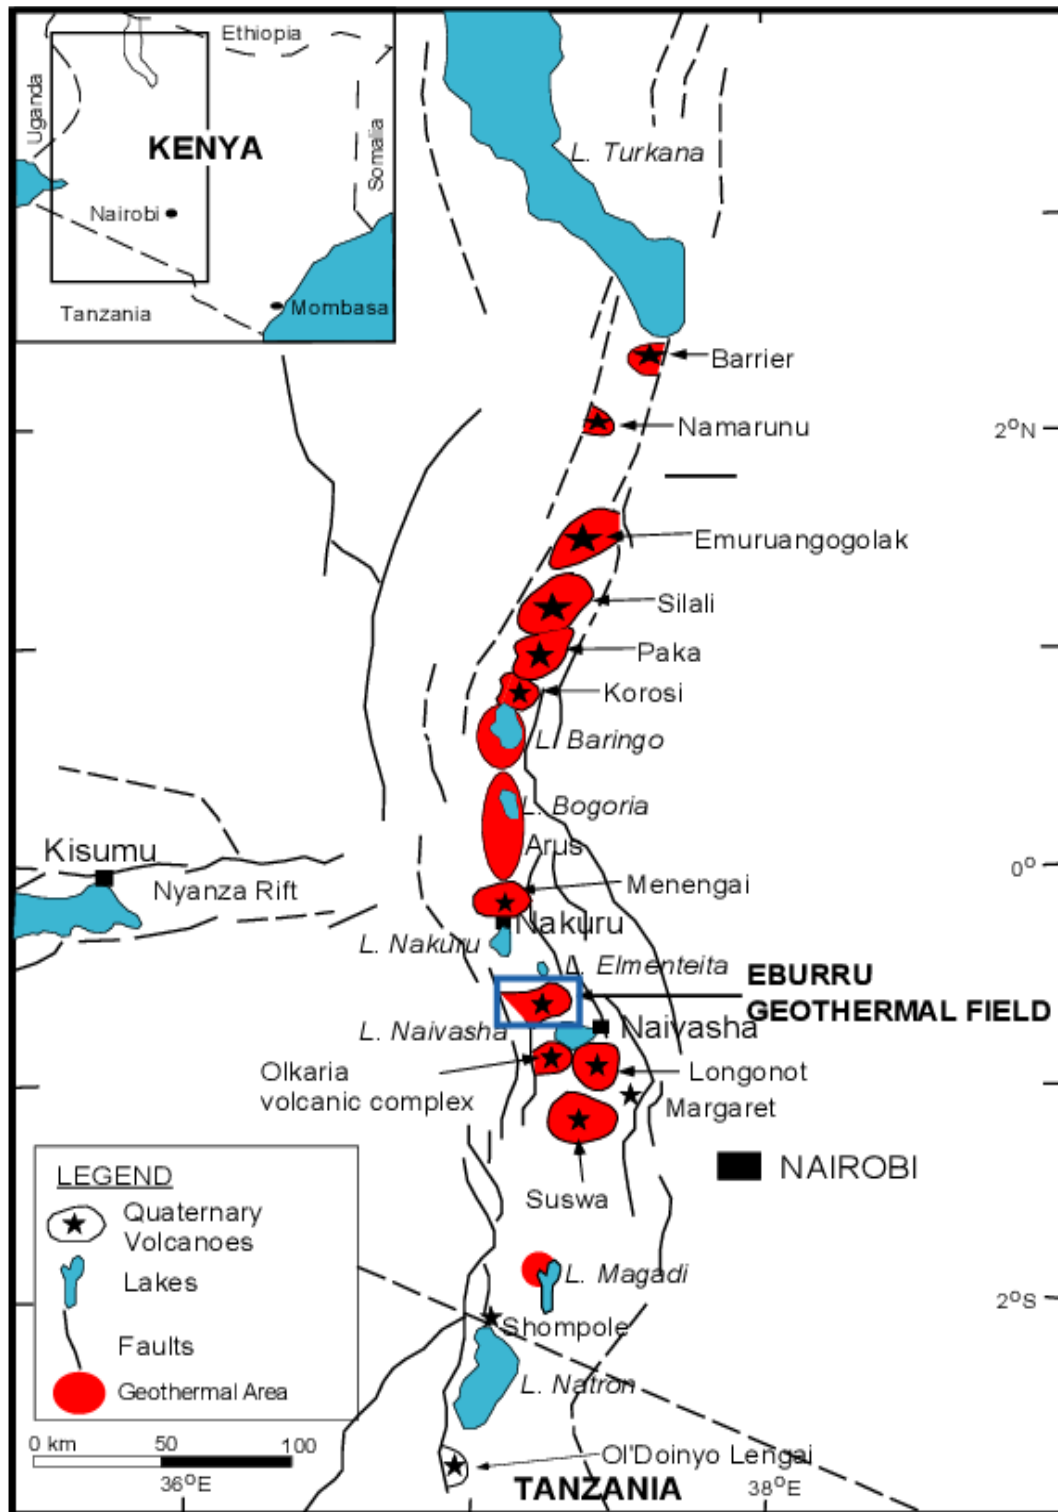 Ethiopia
Uganda
KENYA
Somalia
Nairobi
Tanzania
Mombasa
L. Turkana
Barrier
Namarunu
2°N
Emuruangogolak
Silali
Paka
Korosi
L. Baringo
L. Bogoria
Arus
Kisumu
Nyanza Rift
0°
Menengai
Nakuru
L. Nakuru
L. Elmenteita
EBURRU
GEOTHERMAL FIELD
L. Naivasha
Naivasha
Olkaria
volcanic complex
Longonot
Margaret
NAIROBI
Suswa
LEGEND
Quaternary
Volcanoes
Lakes
Faults
Geothermal Area
L. Magadi
2°S
Shompole
L. Natron
0 km 50 100
Ol'Doinyo Lengai
36°E
TANZANIA
38°E